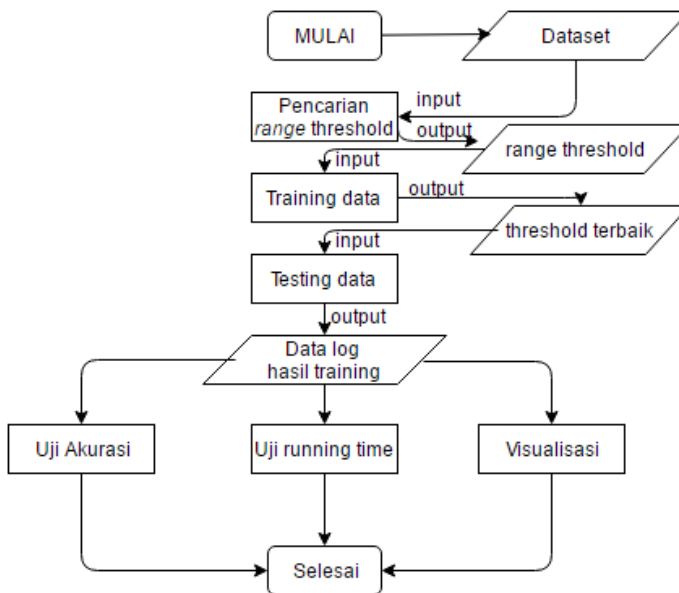 MULAI
Dataset
input
Pencarian
range threshold
output
range threshold
input
Training data
output
threshold terbaik
input
Testing data
output
Data log
hasil training
Uji Akurasi
Uji running time
Visualisasi
Selesai